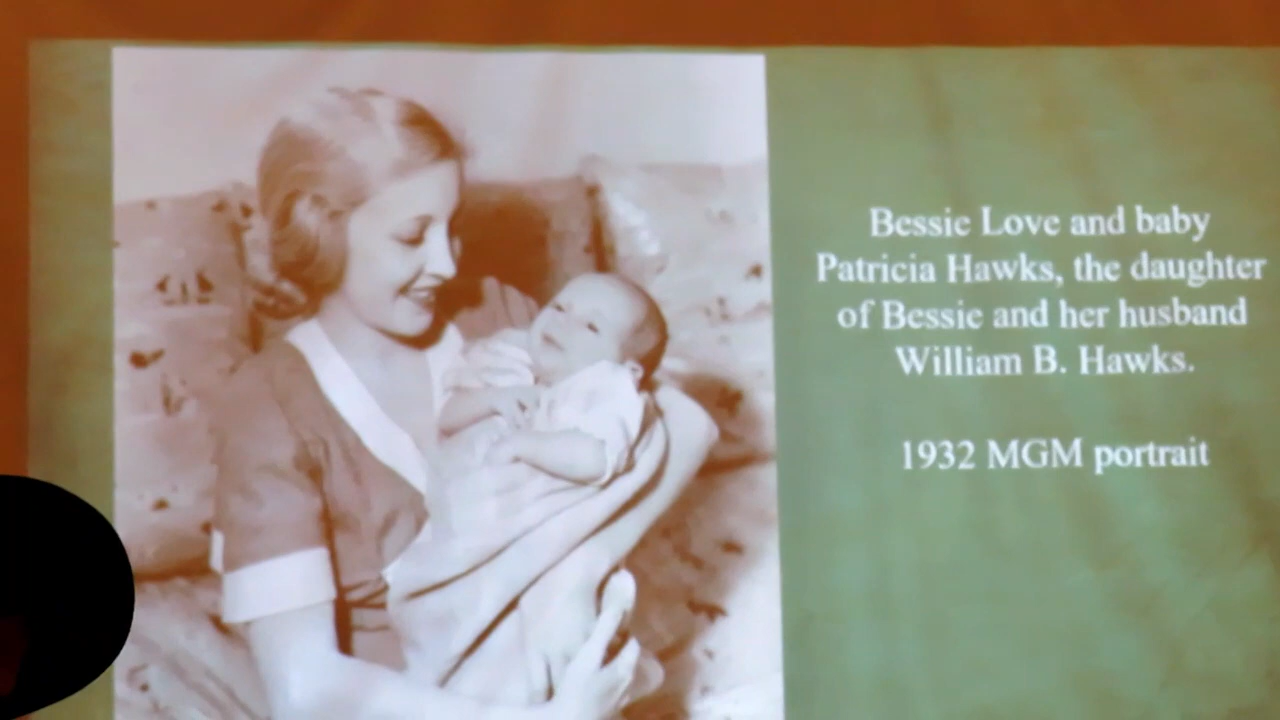 Bessie Love and baby
Patricia Hawks, the daughter
of Bessie and her husband
William B. Hawks.
1932 MGM portrait